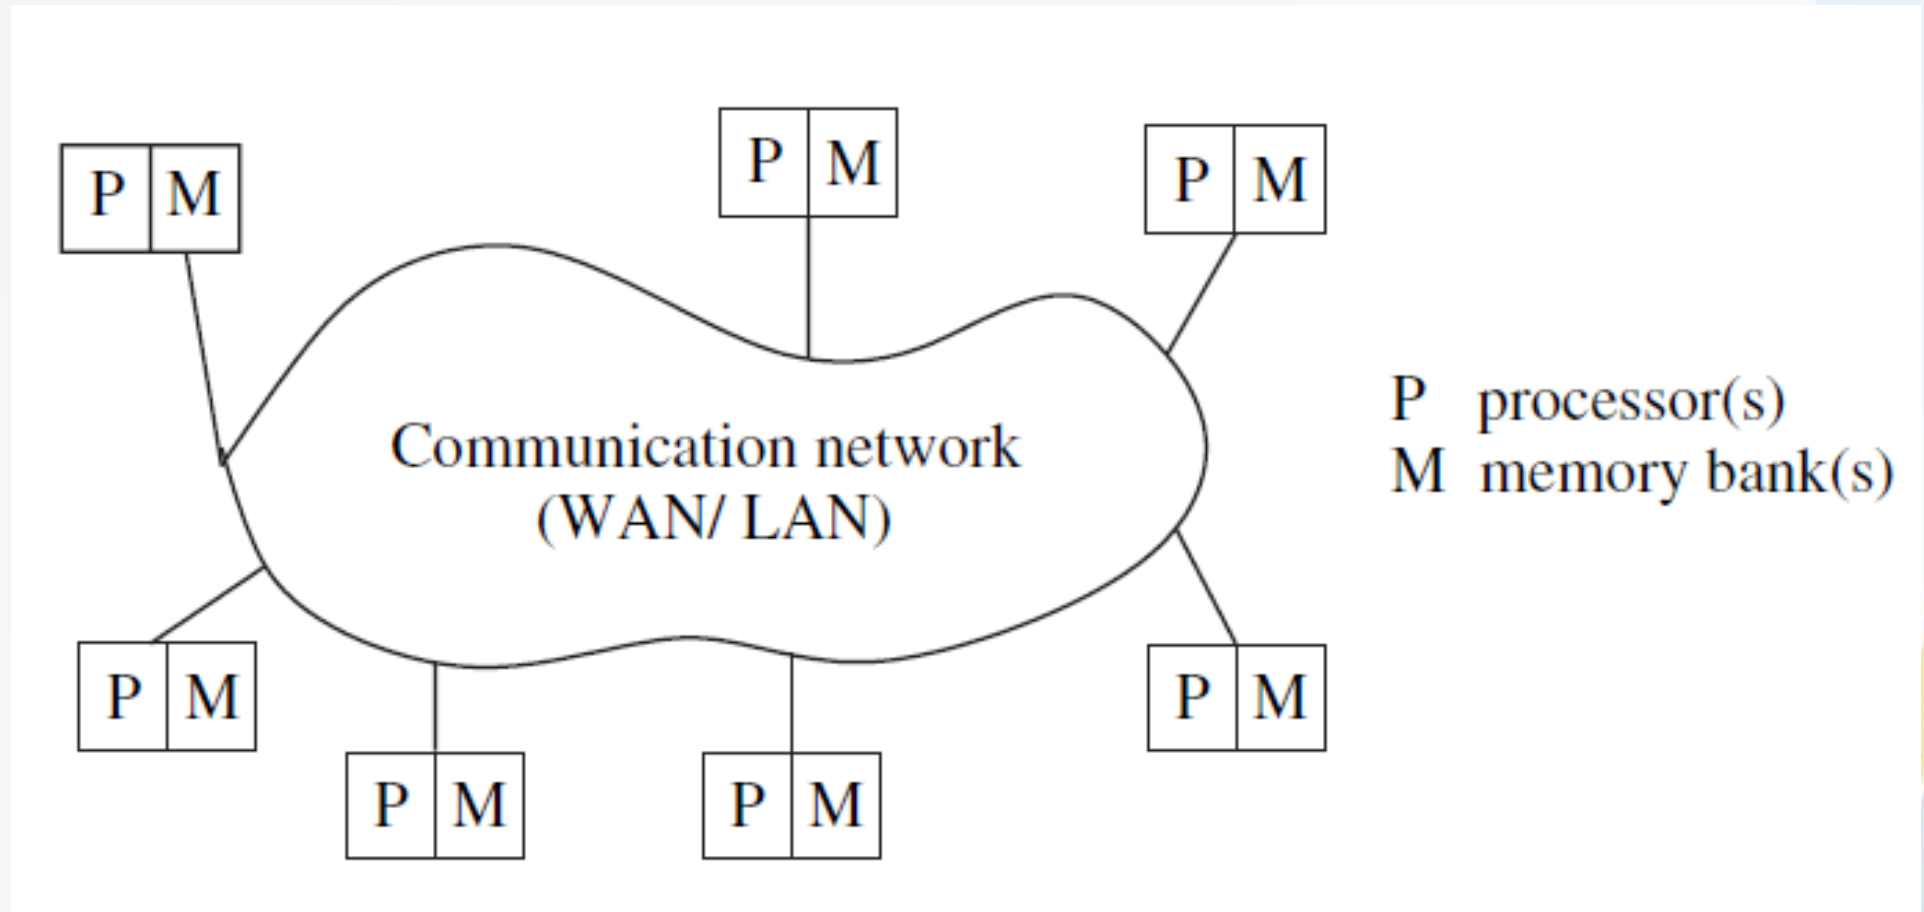 P M
P M
P M
Communication network
(WAN/ LAN)
P processor(s)
M memory bank(s)
P M
P M
P M
P M